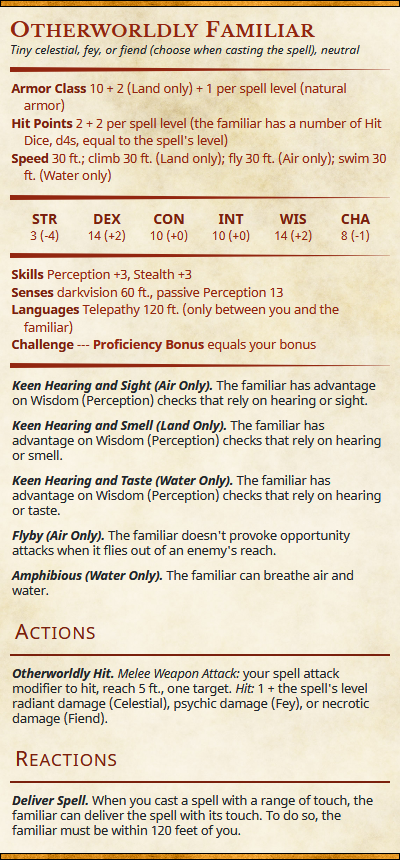 Otherworldly Familiar
Tiny celestial, fey, or fiend (choose when casting the spell), neutral
Armor Class 10 + 2 (Land only) + 1 per spell level (natural
armor)
Hit Points 2 + 2 per spell level (the familiar has a number of Hit
Dice, d4s, equal to the spell's level)
Speed 30 ft.; climb 30 ft. (Land only); fly 30 ft. (Air only); swim 30
ft. (Water only)
STR DEX CON INT WIS CHA
3 (-4) 14 (+2) 10 (+0) 10 (+0) 14 (+2) 8 (-1)
Skills Perception +3, Stealth +3
Senses darkvision 60 ft., passive Perception 13
Languages Telepathy 120 ft. (only between you and the
familiar)
Challenge --- Proficiency Bonus equals your bonus
Keen Hearing and Sight (Air Only). The familiar has advantage
on Wisdom (Perception) checks that rely on hearing or sight.
Keen Hearing and Smell (Land Only). The familiar has
advantage on Wisdom (Perception) checks that rely on hearing
or smell.
Keen Hearing and Taste (Water Only). The familiar has
advantage on Wisdom (Perception) checks that rely on hearing
or taste.
Flyby (Air Only). The familiar doesn't provoke opportunity
attacks when it flies out of an enemy's reach.
Amphibious (Water Only). The familiar can breathe air and
water.
Actions
Otherworldly Hit. Melee Weapon Attack: your spell attack
modifier to hit, reach 5 ft., one target. Hit: 1 + the spell's level
radiant damage (Celestial), psychic damage (Fey), or necrotic
damage (Fiend).
Reactions
Deliver Spell. When you cast a spell with a range of touch, the
familiar can deliver the spell with its touch. To do so, the
familiar must be within 120 feet of you.